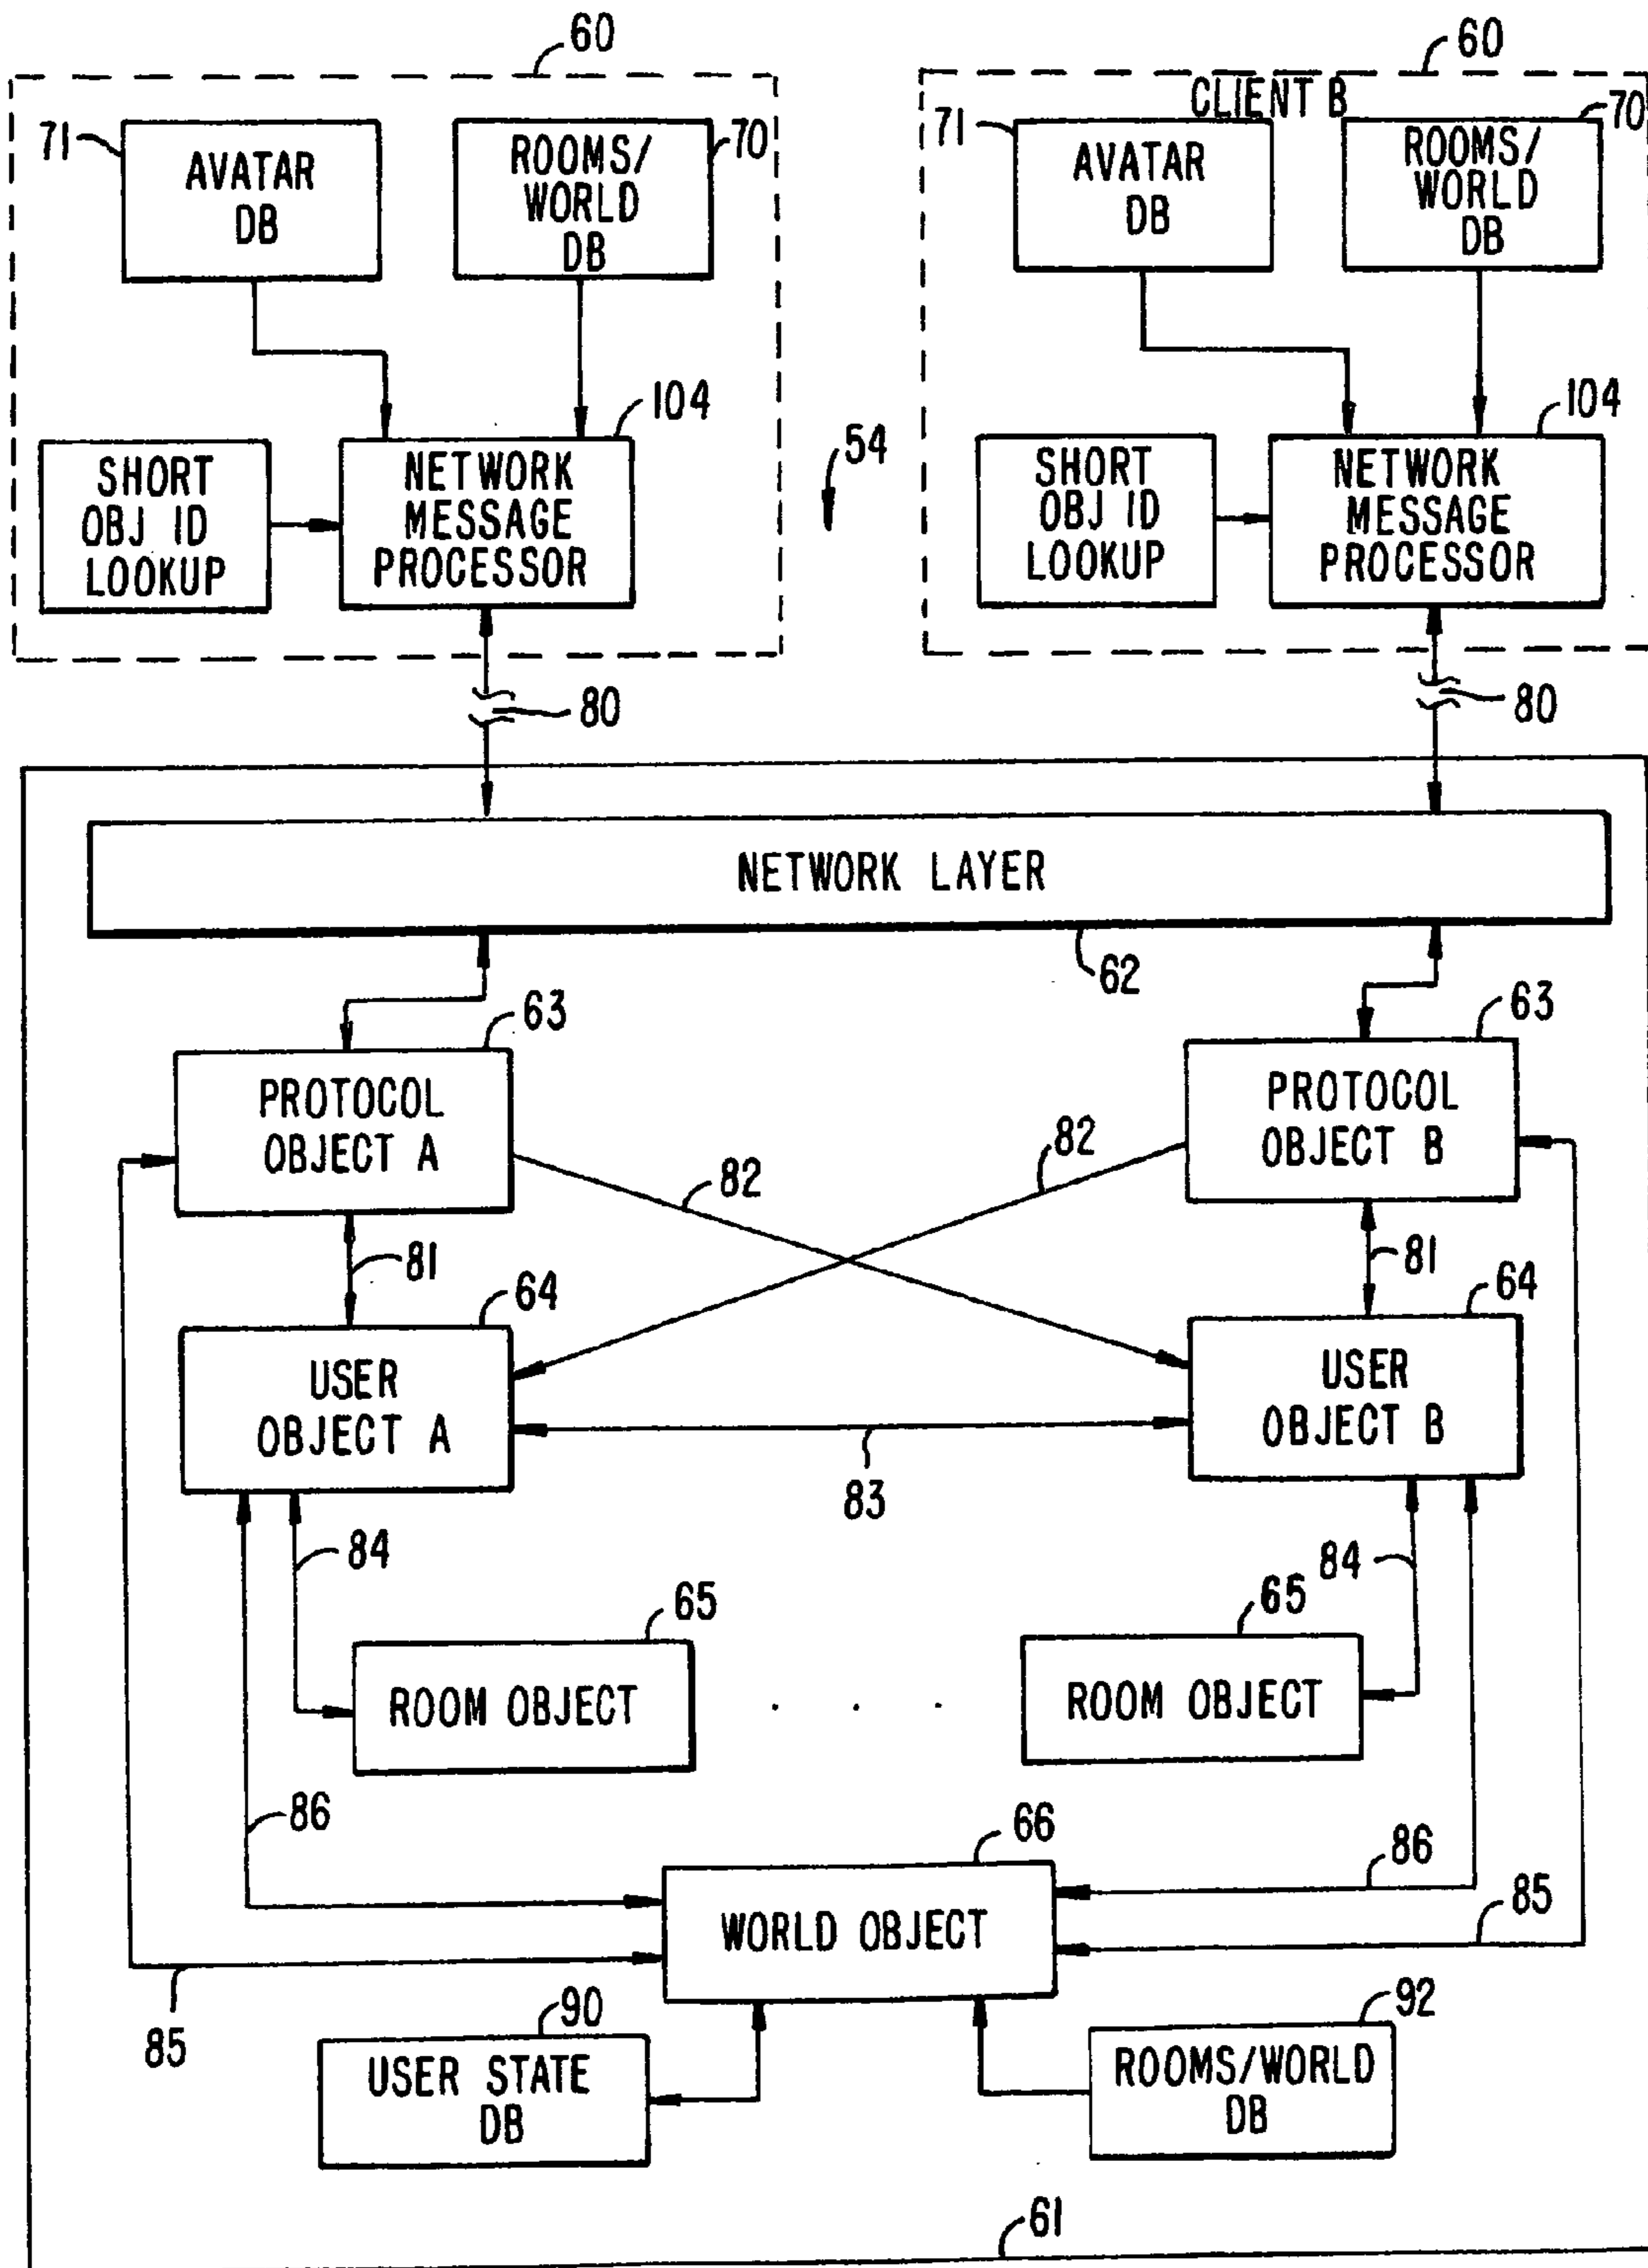 60
60
CLIENT B
71
AVATAR
DB
ROOMS/
WORLD
DB
70
71
AVATAR
DB
ROOMS/
WORLD
DB
70
104
SHORT
OBJ ID
LOOKUP
NETWORK
MESSAGE
PROCESSOR
54
104
SHORT
OBJ ID
LOOKUP
NETWORK
MESSAGE
PROCESSOR
80
80
NETWORK LAYER
62
63
PROTOCOL
OBJECT A
63
PROTOCOL
OBJECT B
82
82
81
81
64
USER
OBJECT A
64
USER
OBJECT B
83
84
84
65
ROOM OBJECT
. . .
65
ROOM OBJECT
86
66
WORLD OBJECT
86
85
85
90
USER STATE
DB
92
ROOMS/WORLD
DB
61